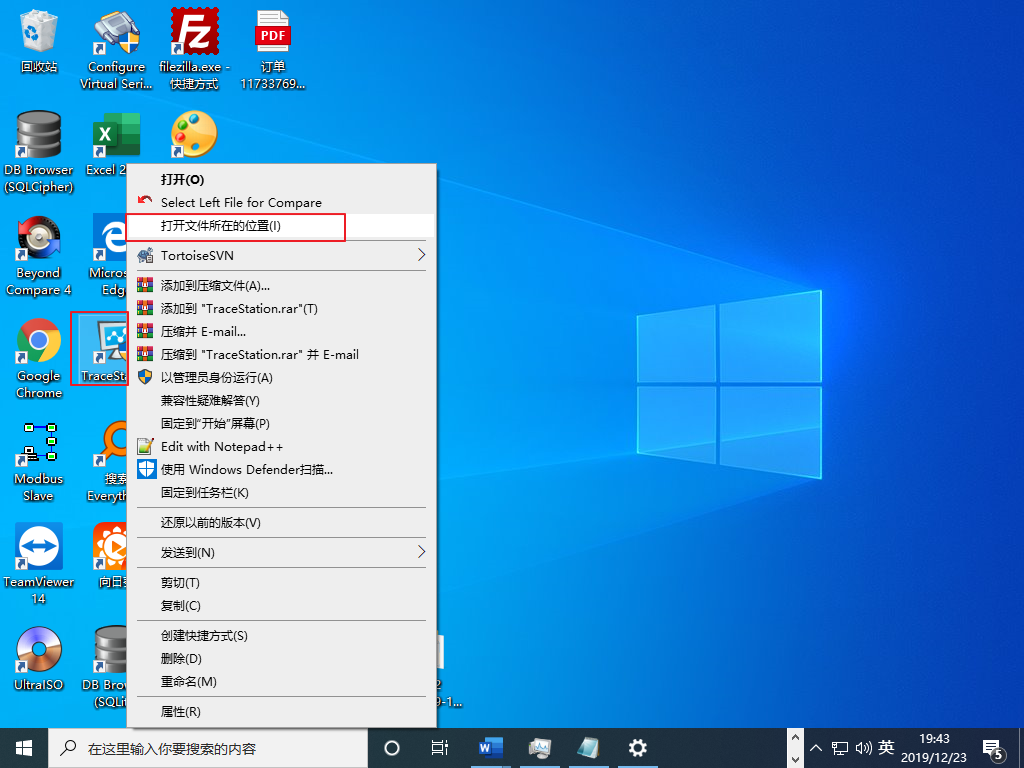 回收站
Configure
Virtual Seri...
filezilla.exe -
快捷方式
PDF
订单
11733769...
DB Browser
(SQLCipher)
Excel 2
Beyond
Compare 4
Micros
Edg
Google
Chrome
TraceSta
Modbus
Slave
搜索
Everyth
TeamViewer
14
向日
UltraISO
DB Brow
(SQLi
打开(O)
Select Left File for Compare
打开文件所在的位置(I)
TortoiseSVN
添加到压缩文件(A)...
添加到 "TraceStation.rar"(T)
压缩并 E-mail...
压缩到 "TraceStation.rar" 并 E-mail
以管理员身份运行(A)
兼容性疑难解答(Y)
固定到"开始"屏幕(P)
Edit with Notepad++
使用 Windows Defender扫描...
固定到任务栏(K)
还原以前的版本(V)
发送到(N)
剪切(T)
复制(C)
创建快捷方式(S)
删除(D)
重命名(M)
属性(R)
2
9-1...
在这里输入你要搜索的内容
英
19:43
2019/12/23
5